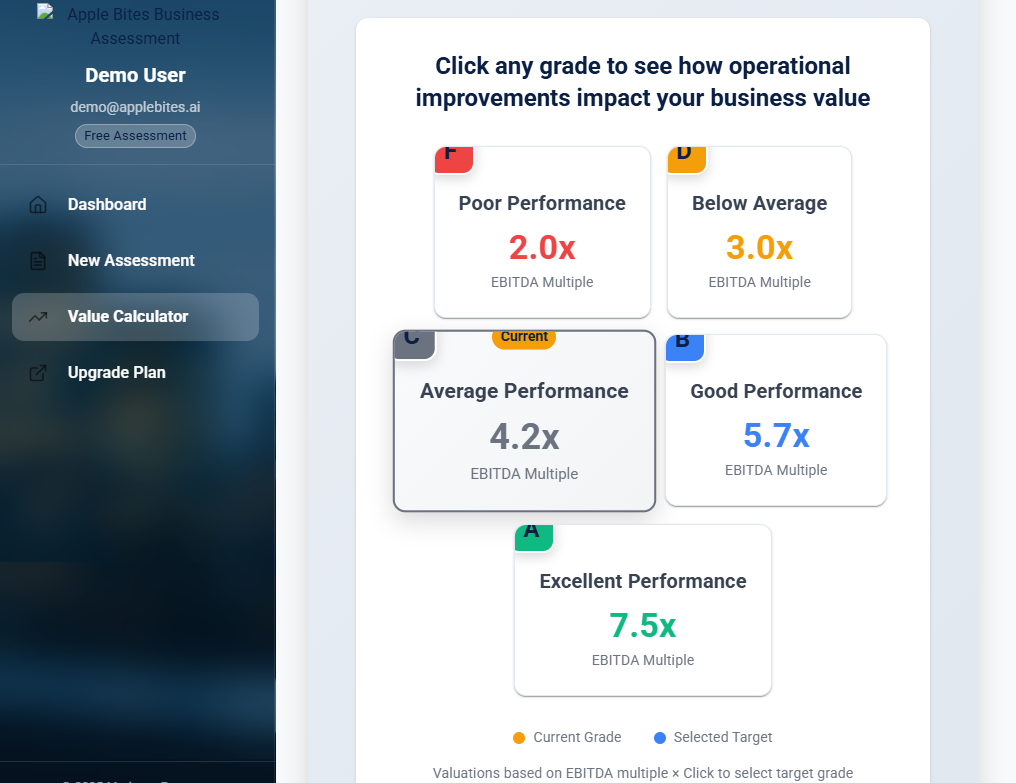 Apple Bites Business
Assessment
Demo User
demo@applebites.ai
Free Assessment
Dashboard
New Assessment
Value Calculator
Upgrade Plan
Click any grade to see how operational
improvements impact your business value
F
Poor Performance
2.0x
EBITDA Multiple
D
Below Average
3.0x
EBITDA Multiple
C
Current
Average Performance
4.2x
EBITDA Multiple
B
Good Performance
5.7x
EBITDA Multiple
A
Excellent Performance
7.5x
EBITDA Multiple
Current Grade
Selected Target
Valuations based on EBITDA multiple × Click to select target grade